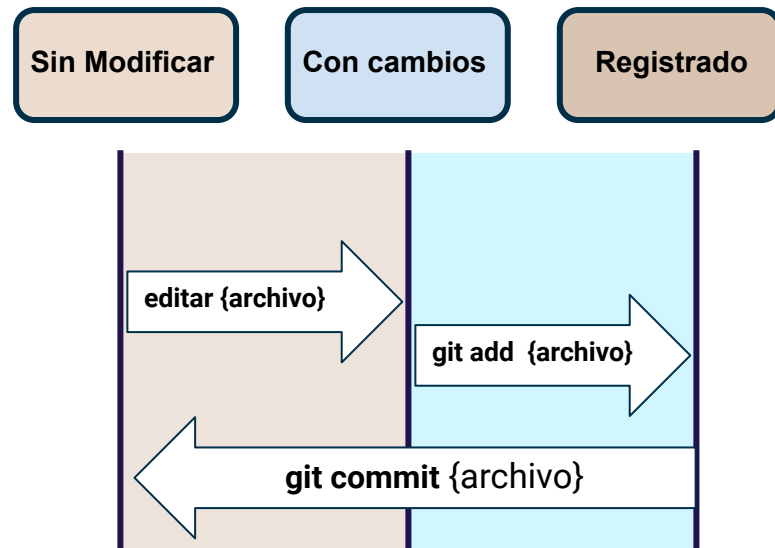 Sin Modificar
Con cambios
Registrado
editar {archivo}
git add {archivo}
git commit {archivo}